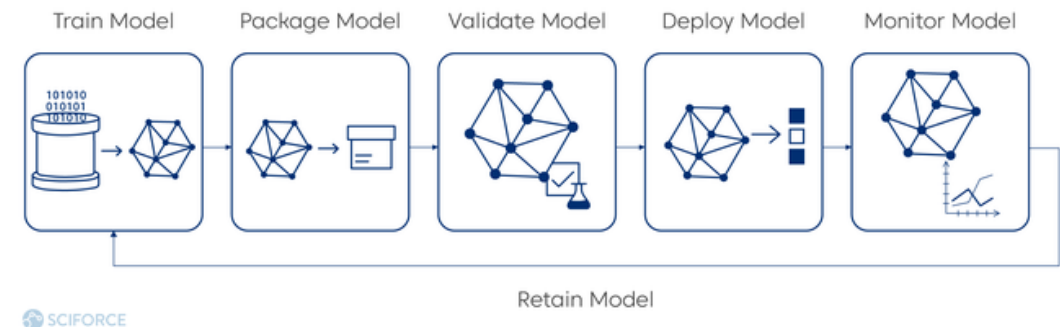 Train Model
Package Model
Validate Model
Deploy Model
Monitor Model
101010
010101
101010
Retain Model
SCIFORCE